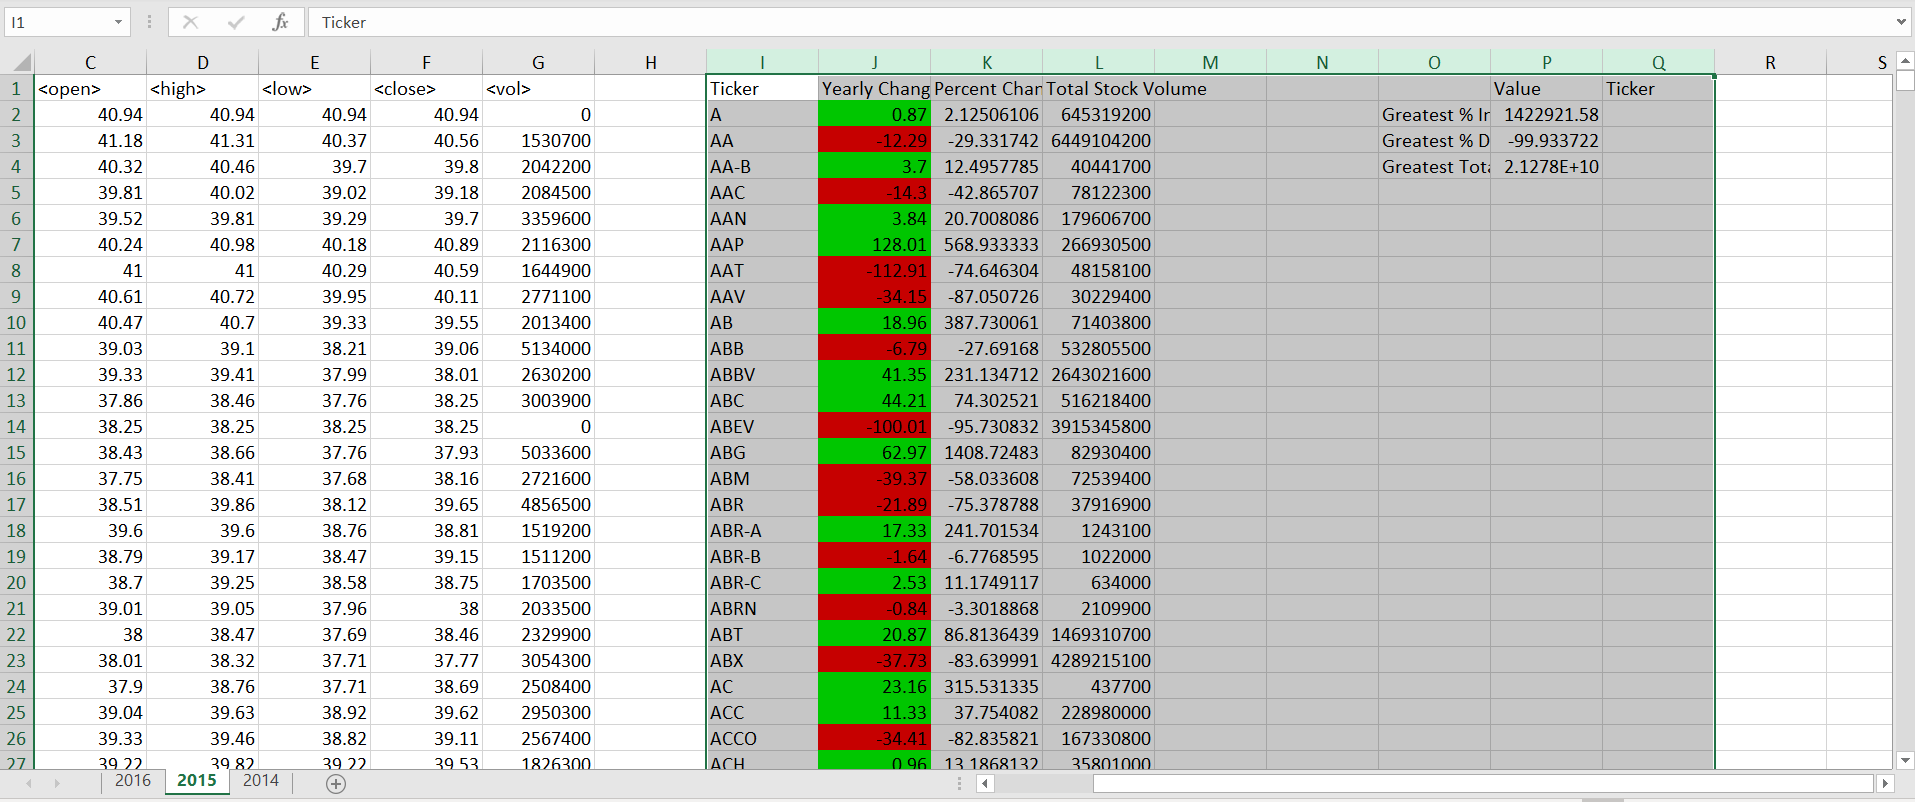 I1 fx Ticker
C D E F G H I J K L M N O P Q R S
1 <open> <high> <low> <close> <vol> Ticker Yearly Chang Percent Char Total Stock Volume Value Ticker
2 40.94 40.94 40.94 40.94 0 A 0.87 2.12506106 645319200 Greatest % Ir 1422921.58
3 41.18 41.31 40.37 40.56 1530700 AA -12.29 -29.331742 6449104200 Greatest % D -99.933722
4 40.32 40.46 39.7 39.8 2042200 AA-B 3.7 12.4957785 40441700 Greatest Tota 2.1278E+10
5 39.81 40.02 39.02 39.18 2084500 AAC -14.3 -42.865707 78122300
6 39.52 39.81 39.29 39.7 3359600 AAN 3.84 20.7008086 179606700
7 40.24 40.98 40.18 40.89 2116300 AAP 128.01 568.933333 266930500
8 41 41 40.29 40.59 1644900 AAT -112.91 -74.646304 48158100
9 40.61 40.72 39.95 40.11 2771100 AAV -34.15 -87.050726 30229400
10 40.47 40.7 39.33 39.55 2013400 AB 18.96 387.730061 71403800
11 39.03 39.1 38.21 39.06 5134000 ABB -6.79 -27.69168 532805500
12 39.33 39.41 37.99 38.01 2630200 ABBV 41.35 231.134712 2643021600
13 37.86 38.46 37.76 38.25 3003900 ABC 44.21 74.302521 516218400
14 38.25 38.25 38.25 38.25 0 ABEV -100.01 -95.730832 3915345800
15 38.43 38.66 37.76 37.93 5033600 ABG 62.97 1408.72483 82930400
16 37.75 38.41 37.68 38.16 2721600 ABM -39.37 -58.033608 72539400
17 38.51 39.86 38.12 39.65 4856500 ABR -21.89 -75.378788 37916900
18 39.6 39.6 38.76 38.81 1519200 ABR-A 17.33 241.701534 1243100
19 38.79 39.17 38.47 39.15 1511200 ABR-B -1.64 -6.7768595 1022000
20 38.7 39.25 38.58 38.75 1703500 ABR-C 2.53 11.1749117 634000
21 39.01 39.05 37.96 38 2033500 ABRN -0.84 -3.3018868 2109900
22 38 38.47 37.69 38.46 2329900 ABT 20.87 86.8136439 1469310700
23 38.01 38.32 37.71 37.77 3054300 ABX -37.73 -83.639991 4289215100
24 37.9 38.76 37.71 38.69 2508400 AC 23.16 315.531335 437700
25 39.04 39.63 38.92 39.62 2950300 ACC 11.33 37.754082 228980000
26 39.33 39.46 38.82 39.11 2567400 ACCO -34.41 -82.835821 167330800
27 39.22 39.82 39.22 39.53 1826300 ACH 0.96 13.1868132 35801000
2016 2015 2014